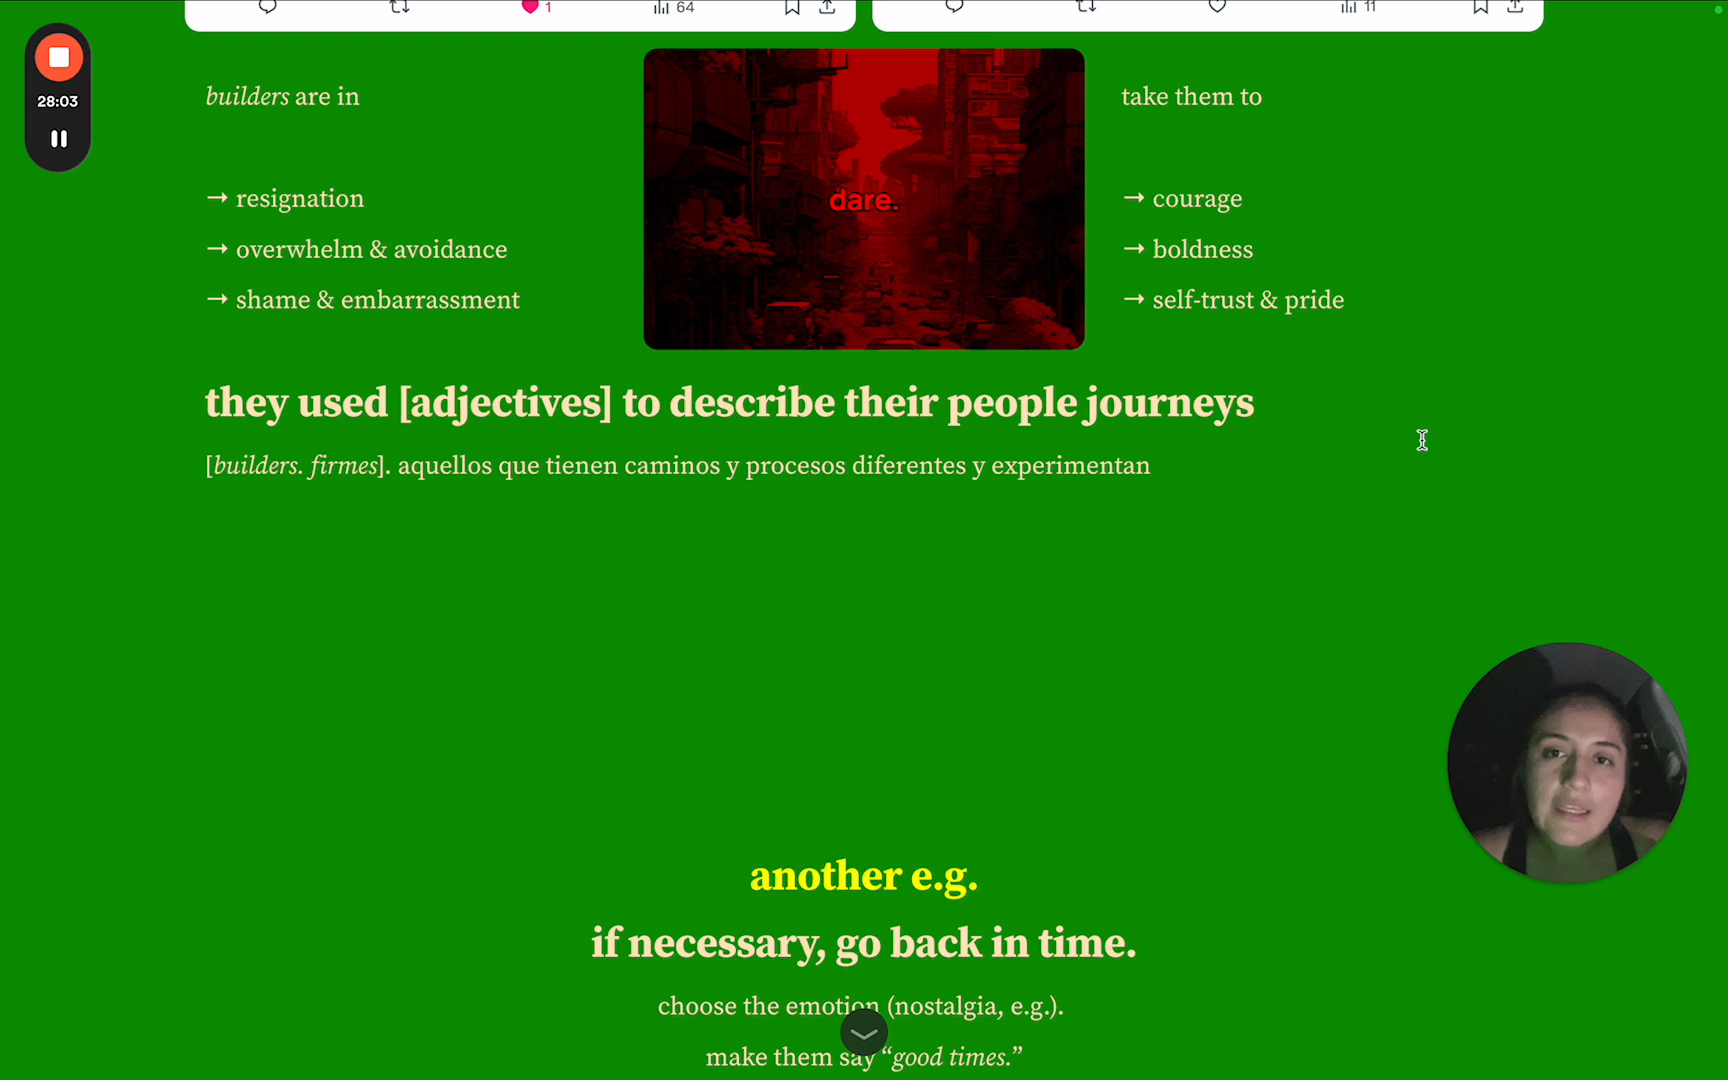 1
64
11
28:03
builders are in
→ resignation
→ overwhelm & avoidance
→ shame & embarrassment
dare.
take them to
→ courage
→ boldness
→ self-trust & pride
they used [adjectives] to describe their people journeys
[builders. firmes]. aquellos que tienen caminos y procesos diferentes y experimentan
another e.g.
if necessary, go back in time.
choose the emotion (nostalgia, e.g.).
make them say “good times.”